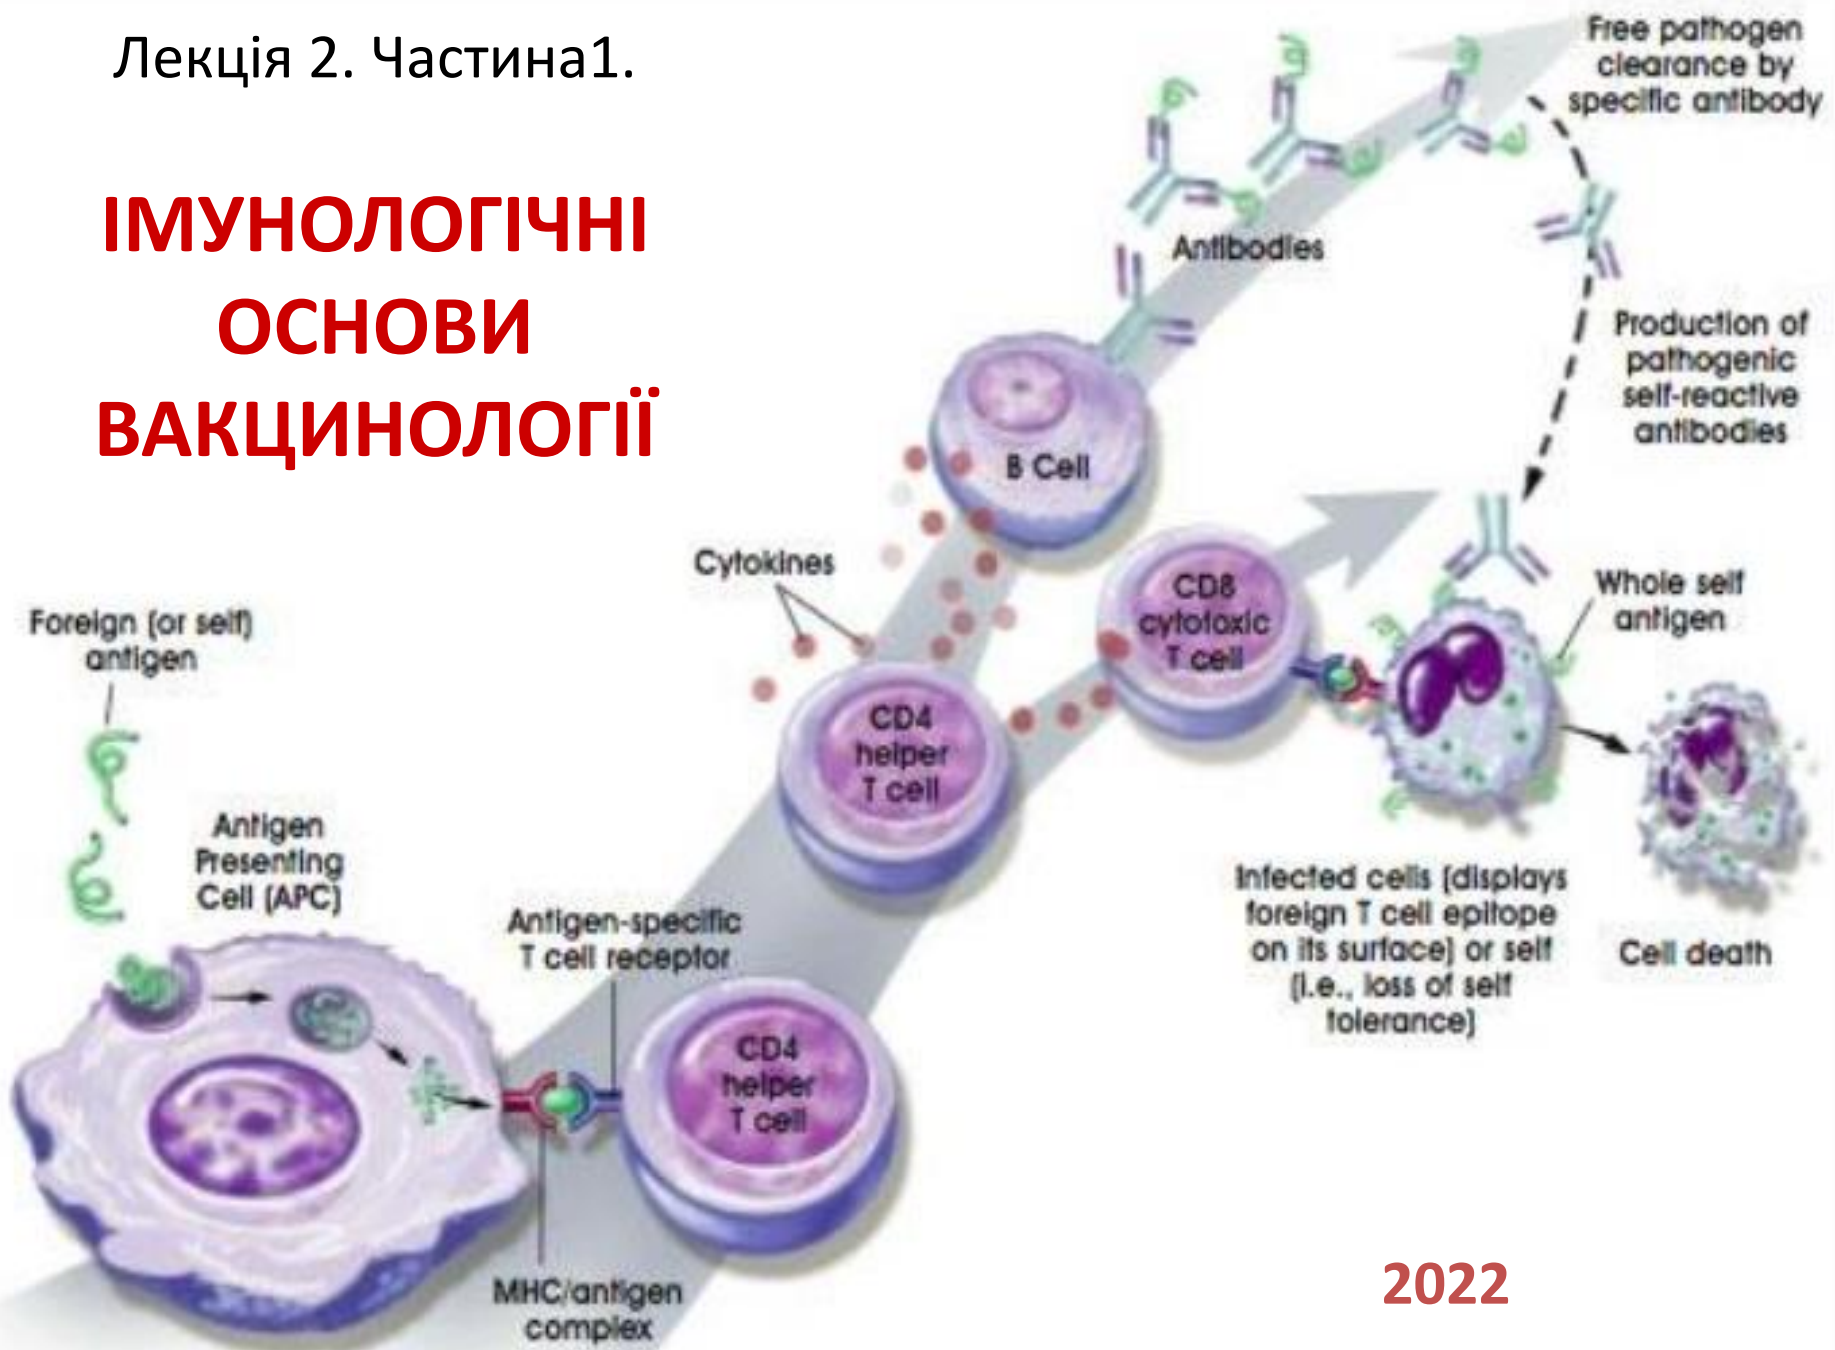 Лекція 2. Частина1.
ІМУНОЛОГІЧНІ
ОСНОВИ
ВАКЦИНОЛОГІЇ
Free pathogen
clearance by
specific antibody
Antibodies
Production of
pathogenic
self-reactive
antibodies
B Cell
Cytokines
CD8
cytotoxic
T cell
Whole self
antigen
Foreign (or self)
antigen
CD4
helper
T cell
Antigen
Presenting
Cell (APC)
Infected cells (displays
foreign T cell epitope
on its surface) or self
(i.e., loss of self
tolerance)
Cell death
Antigen-specific
T cell receptor
CD4
helper
T cell
MHC/antigen
complex
2022